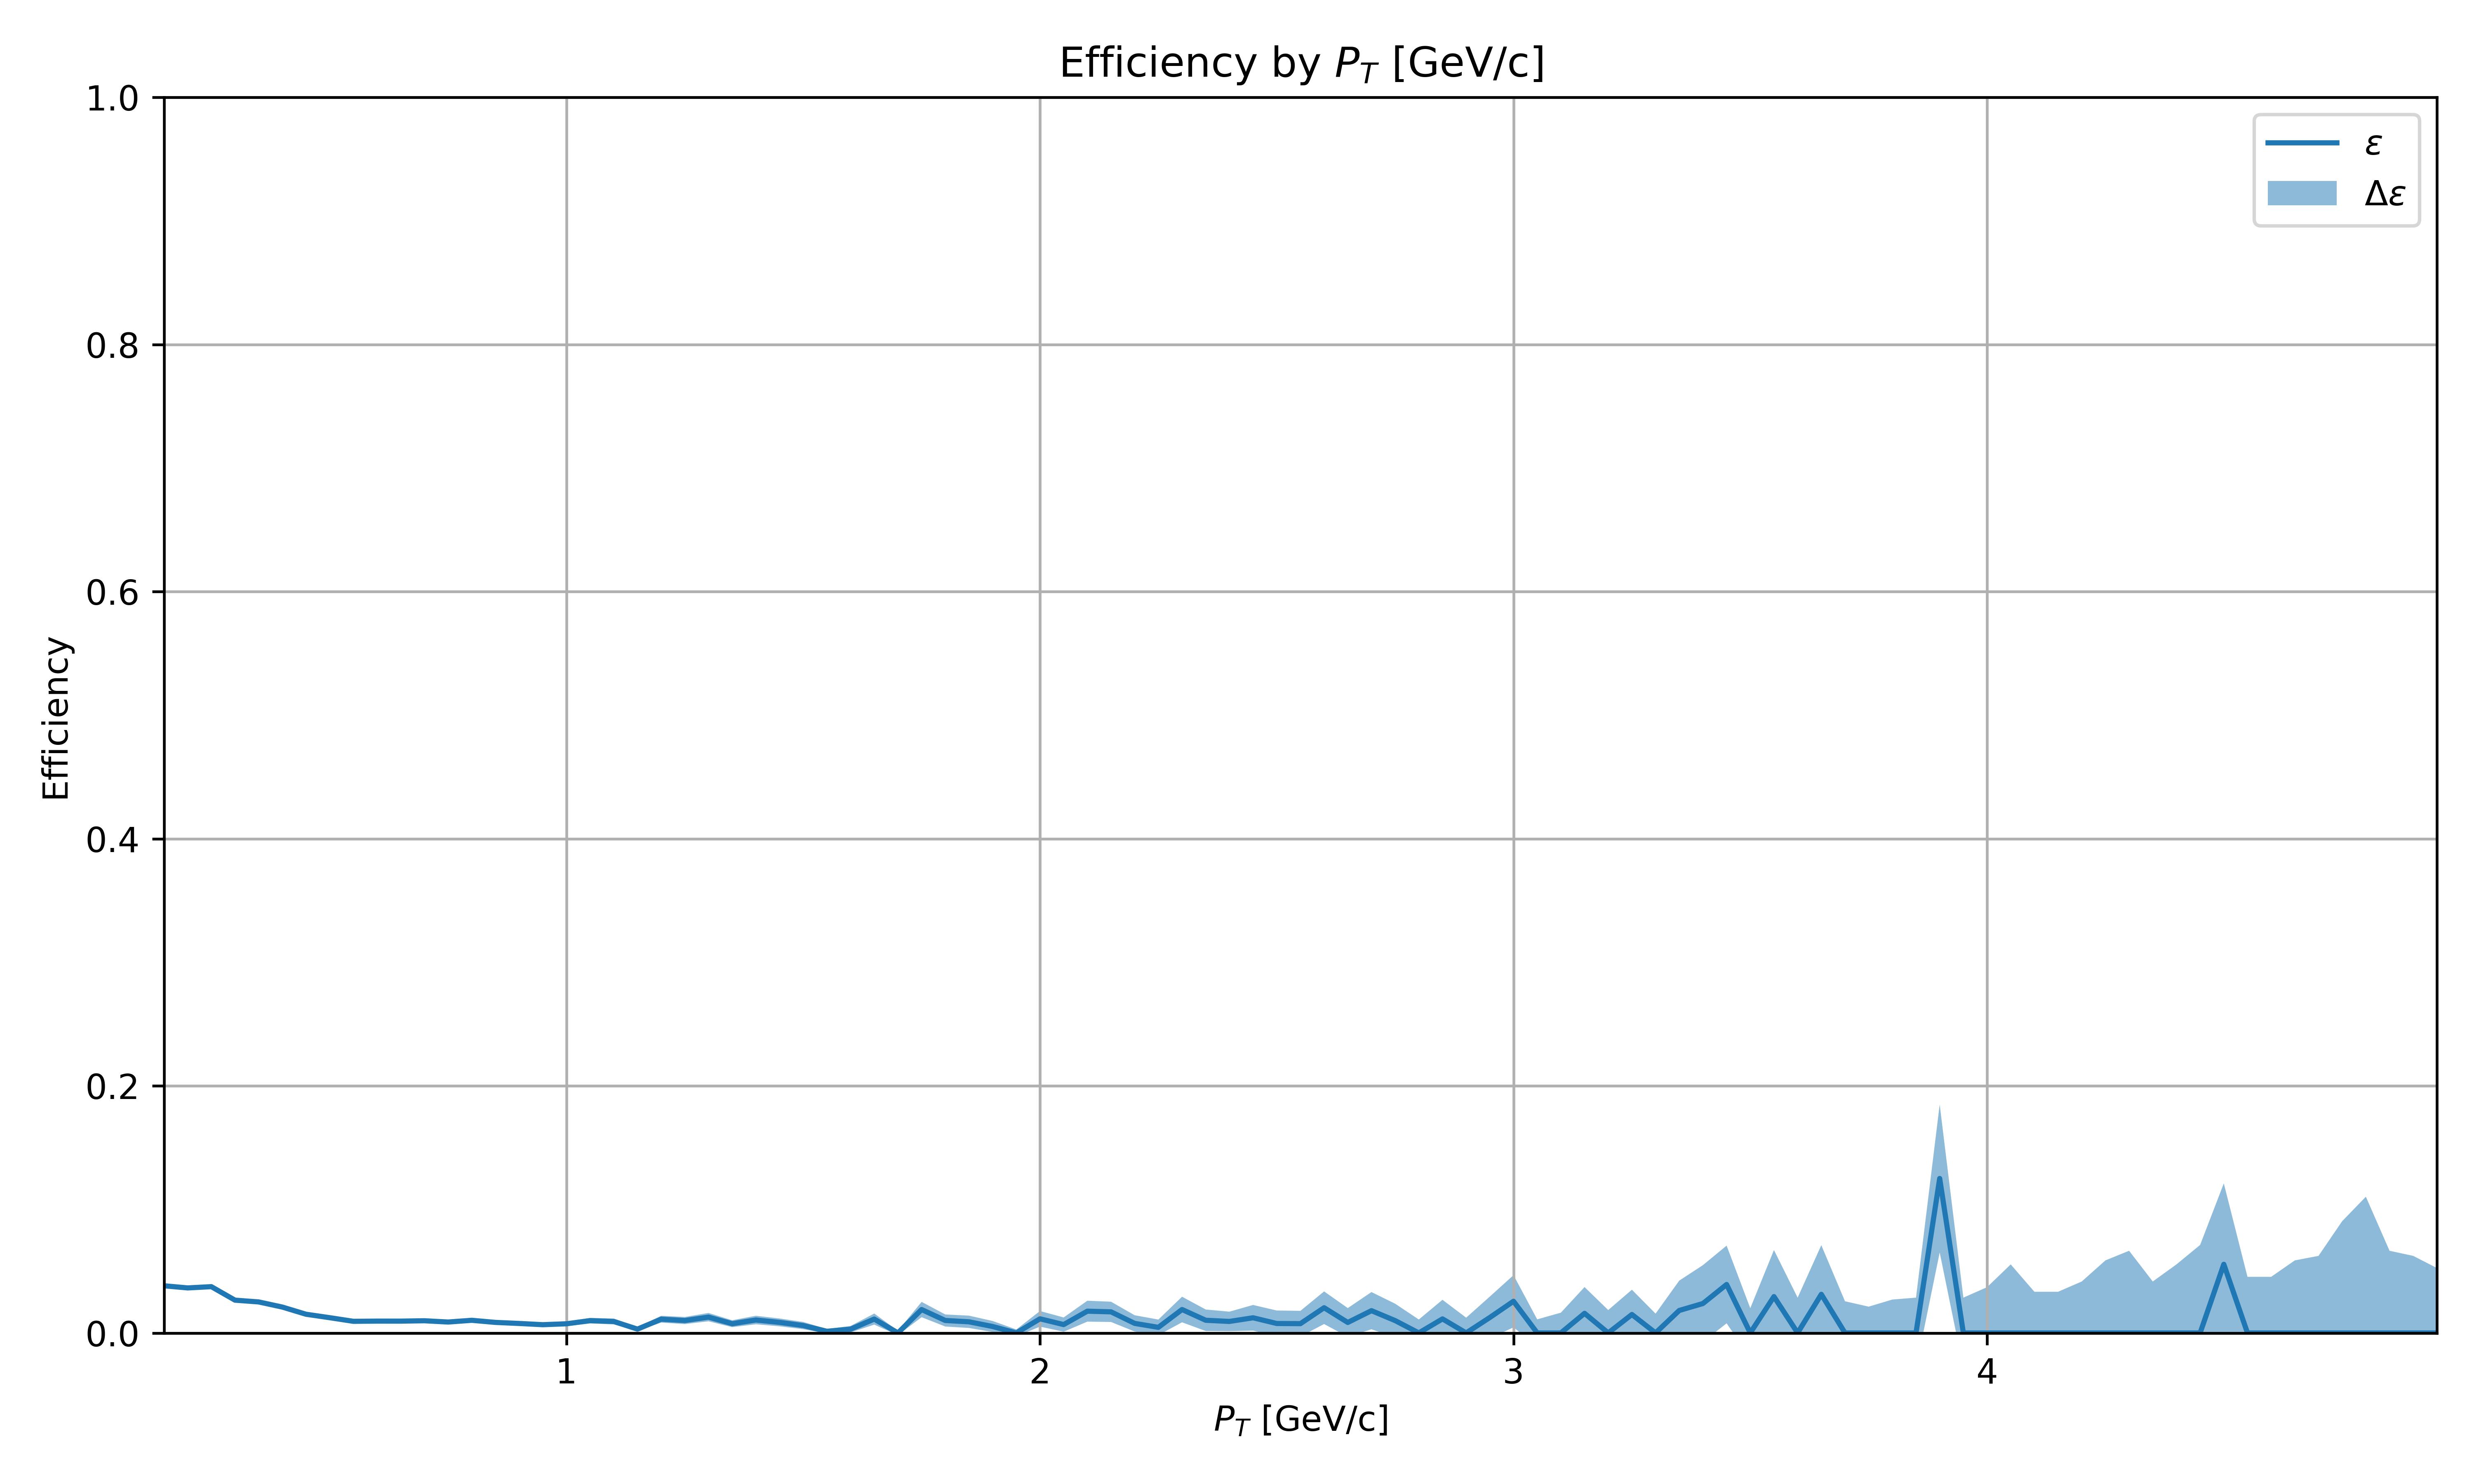 Efficiency by P_T [GeV/c]
1.0
0.8
0.6
0.4
0.2
0.0
Efficiency
ε
Δε
1 2 3 4
P_T [GeV/c]